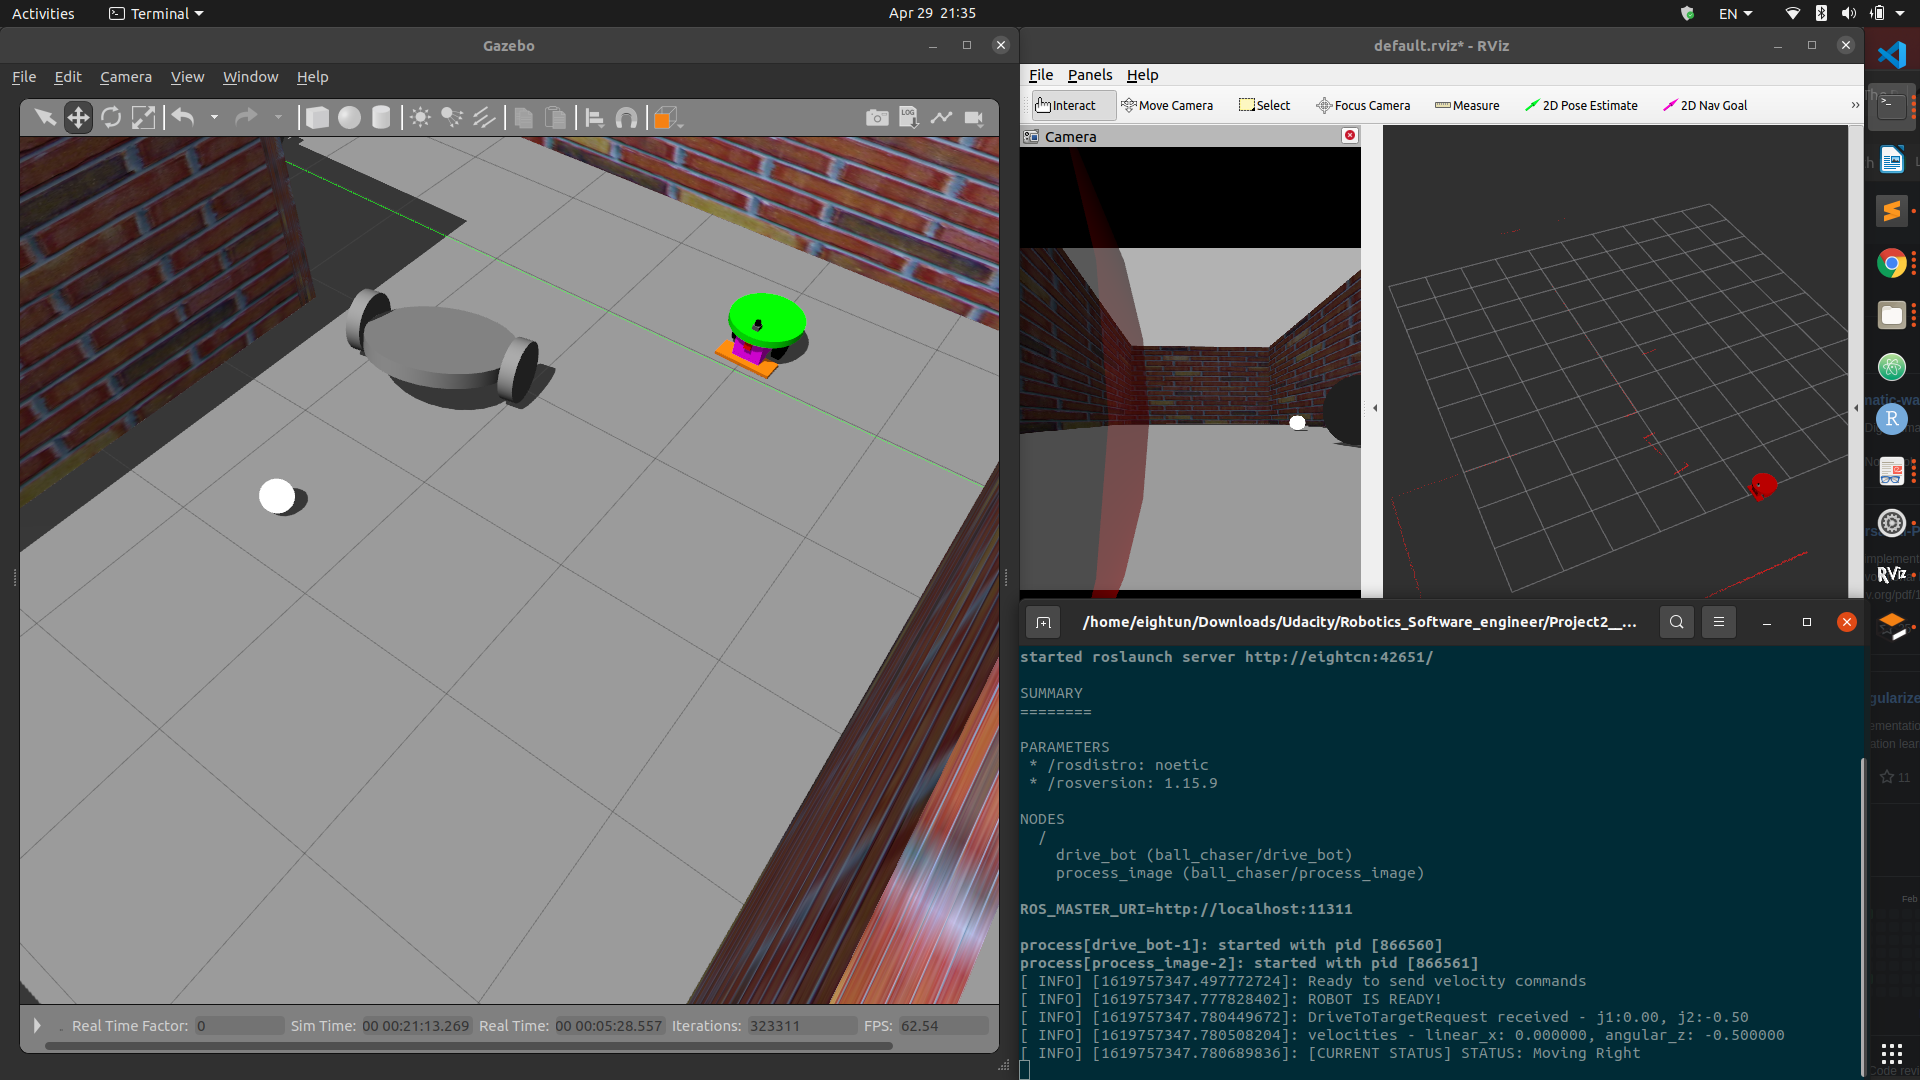 Activities
Terminal
Apr 29 21:35
EN
Gazebo
File Edit Camera View Window Help
LOG
Real Time Factor: 0 Sim Time: 00 00:21:13.269 Real Time: 00 00:05:28.557 Iterations: 323311 FPS: 62.54
default.rviz* - RViz
File Panels Help
Interact Move Camera Select Focus Camera Measure 2D Pose Estimate 2D Nav Goal »
Camera
/home/eightun/Downloads/Udacity/Robotics_Software_engineer/Project2__...
started roslaunch server http://eightcn:42651/
SUMMARY
========
PARAMETERS
* /rosdistro: noetic
* /rosversion: 1.15.9
NODES
/
drive_bot (ball_chaser/drive_bot)
process_image (ball_chaser/process_image)
ROS_MASTER_URI=http://localhost:11311
process[drive_bot-1]: started with pid [866560]
process[process_image-2]: started with pid [866561]
[ INFO] [1619757347.497772724]: Ready to send velocity commands
[ INFO] [1619757347.777828402]: ROBOT IS READY!
[ INFO] [1619757347.780449672]: DriveToTargetRequest received - j1:0.00, j2:-0.50
[ INFO] [1619757347.780508204]: velocities - linear_x: 0.000000, angular_z: -0.500000
[ INFO] [1619757347.780689836]: [CURRENT STATUS] STATUS: Moving Right
R
RViz
gularize
11
Feb